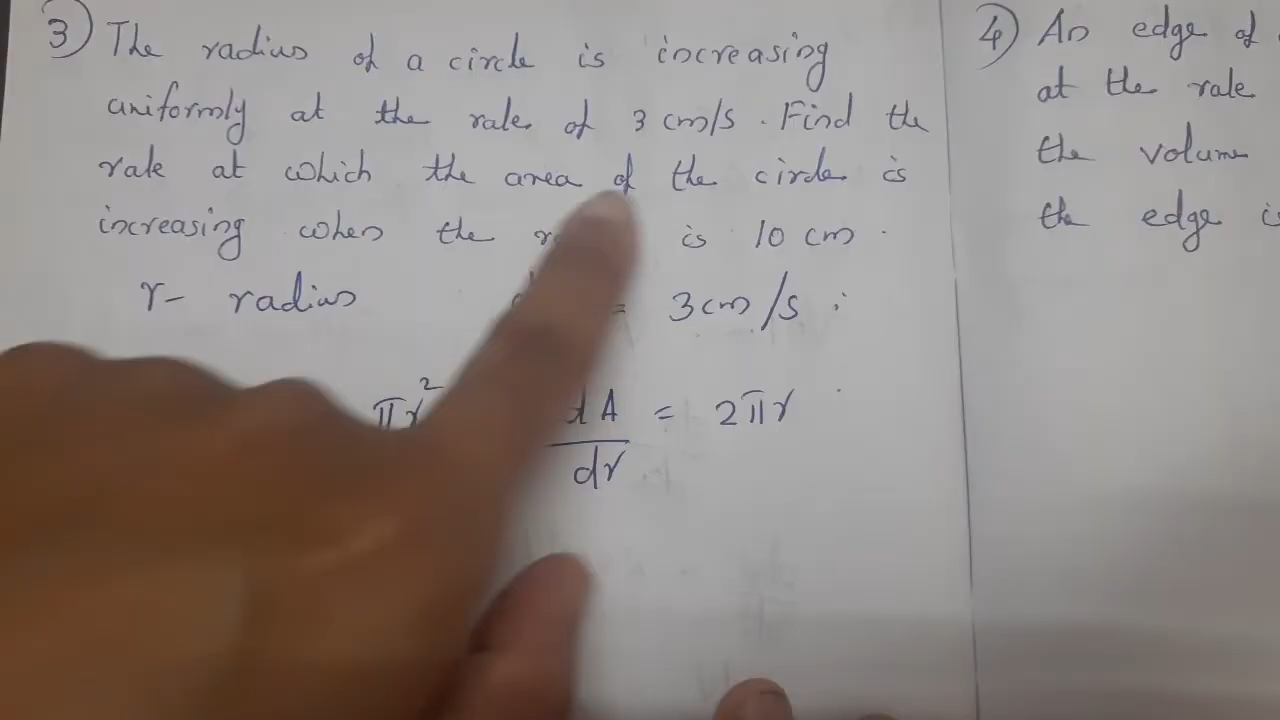 3) The radius of a circle is increasing
uniformly at the rate of 3 cm/s. Find the
rate at which the area of the circle is
increasing when the is 10 cm.
r- radius = 3 cm/s.
πr² dA/dr = 2πr
4) An edge of
at the rate
the volume
the edge is